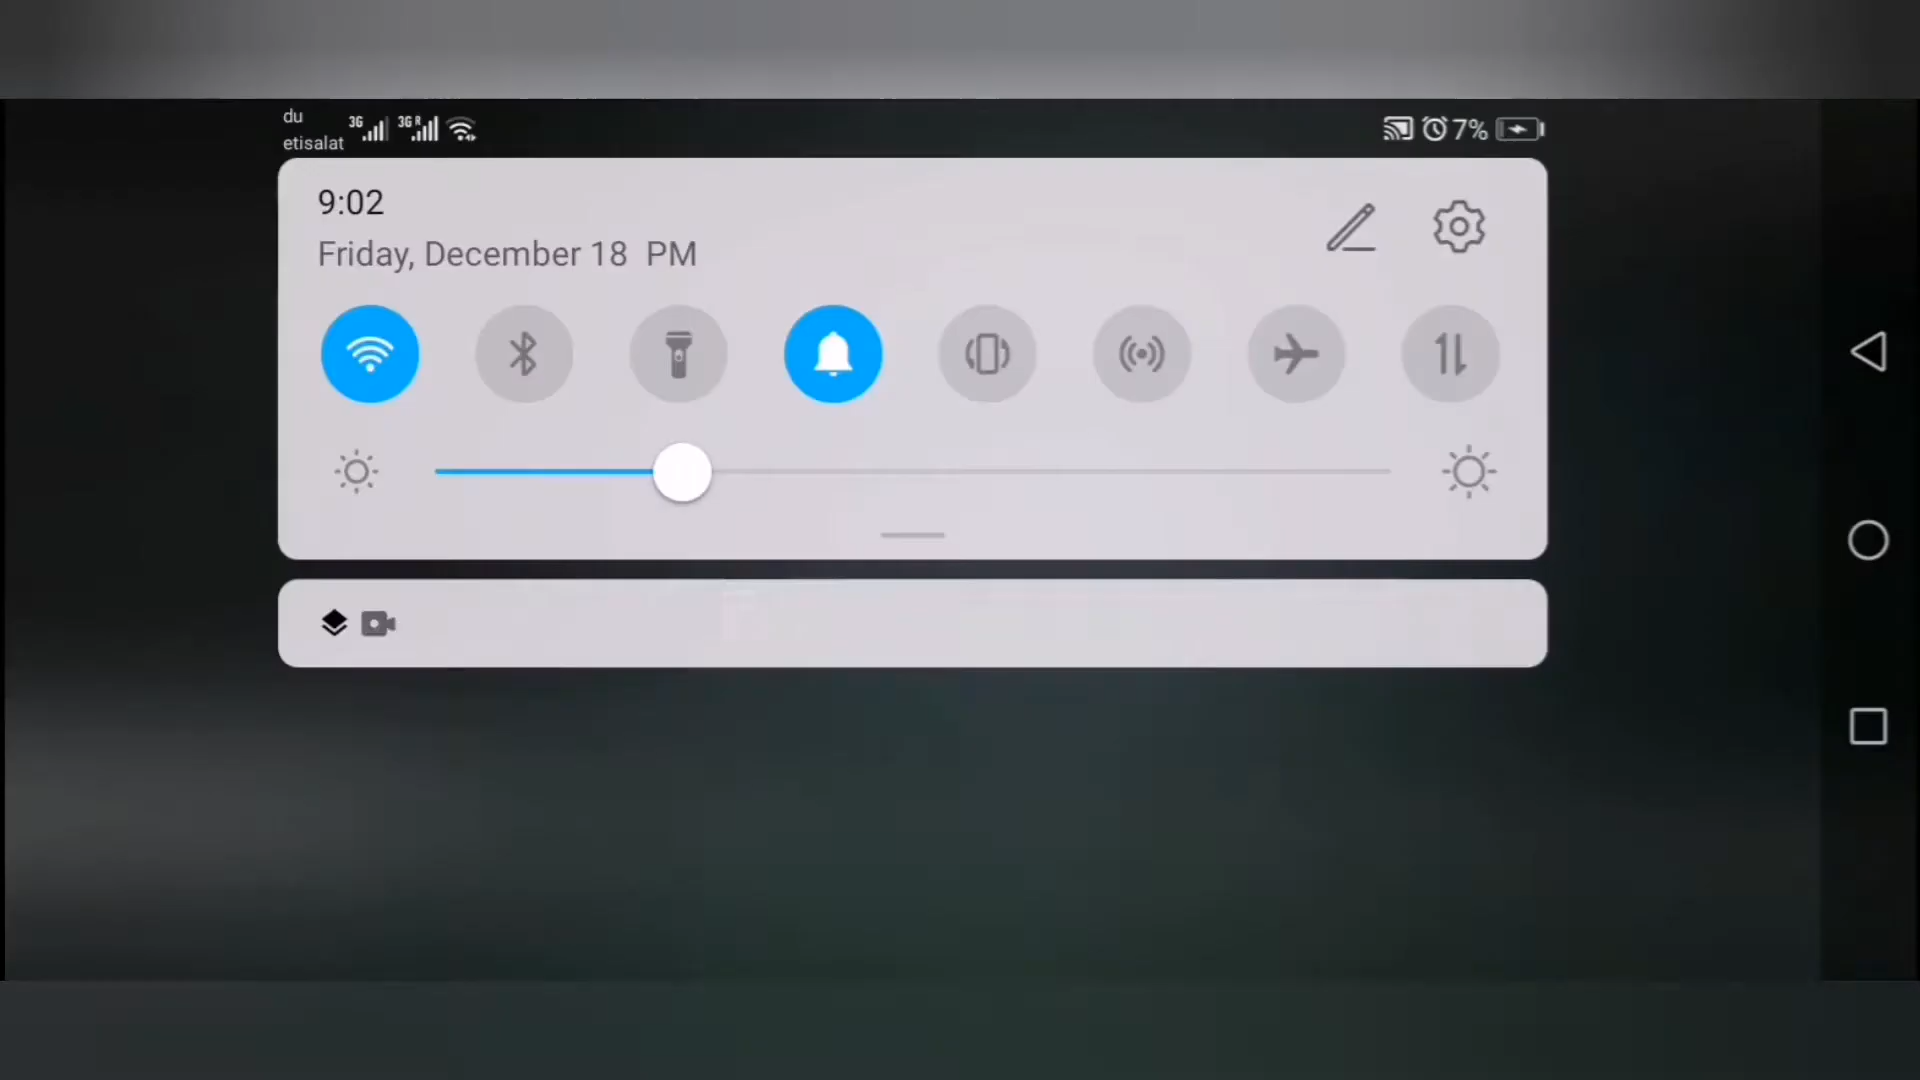 du
etisalat
3G
3G R
7%
9:02
Friday, December 18 PM